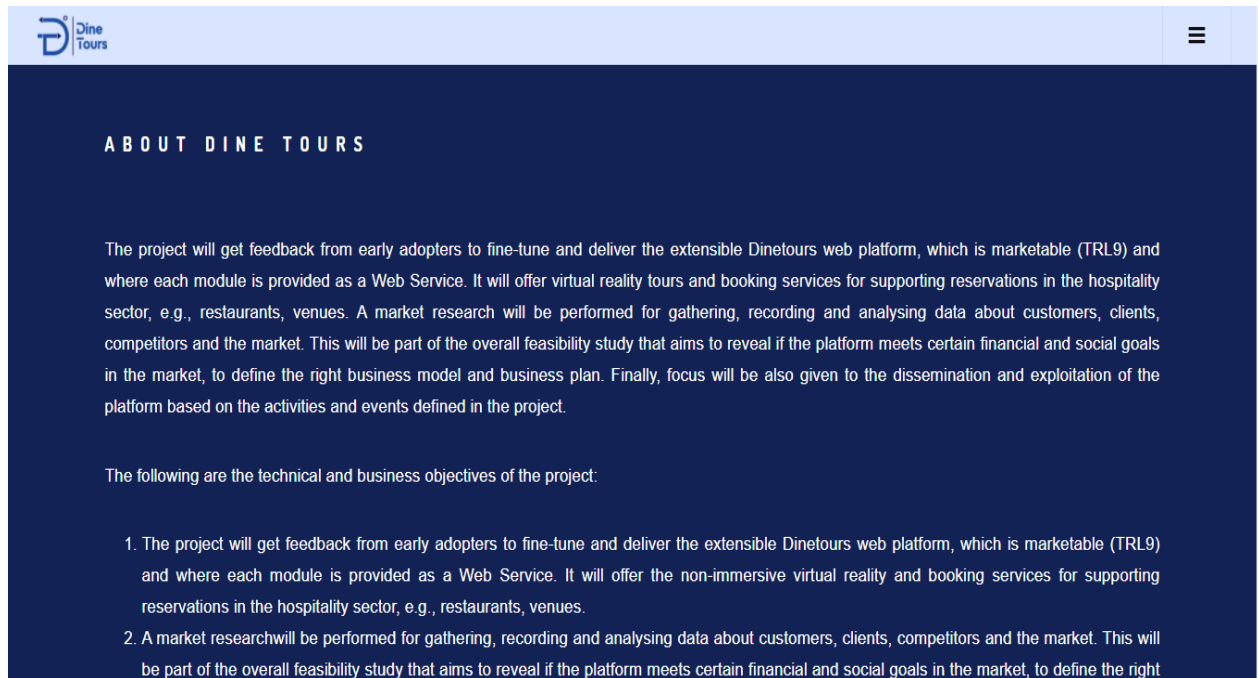 Dine
Tours
ABOUT DINE TOURS
The project will get feedback from early adopters to fine-tune and deliver the extensible Dinetours web platform, which is marketable (TRL9) and
where each module is provided as a Web Service. It will offer virtual reality tours and booking services for supporting reservations in the hospitality
sector, e.g., restaurants, venues. A market research will be performed for gathering, recording and analysing data about customers, clients,
competitors and the market. This will be part of the overall feasibility study that aims to reveal if the platform meets certain financial and social goals
in the market, to define the right business model and business plan. Finally, focus will be also given to the dissemination and exploitation of the
platform based on the activities and events defined in the project.
The following are the technical and business objectives of the project:
1. The project will get feedback from early adopters to fine-tune and deliver the extensible Dinetours web platform, which is marketable (TRL9)
and where each module is provided as a Web Service. It will offer the non-immersive virtual reality and booking services for supporting
reservations in the hospitality sector, e.g., restaurants, venues.
2. A market researchwill be performed for gathering, recording and analysing data about customers, clients, competitors and the market. This will
be part of the overall feasibility study that aims to reveal if the platform meets certain financial and social goals in the market, to define the right